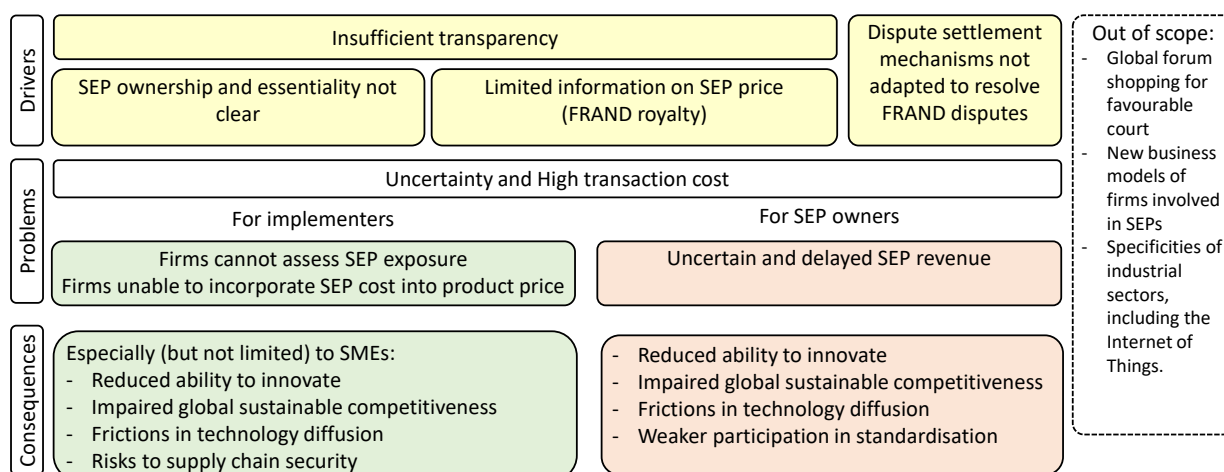 Drivers
Insufficient transparency
SEP ownership and essentiality not
clear
Limited information on SEP price
(FRAND royalty)
Dispute settlement
mechanisms not
adapted to resolve
FRAND disputes
Problems
Uncertainty and High transaction cost
For implementers
For SEP owners
Firms cannot assess SEP exposure
Firms unable to incorporate SEP cost into product price
Uncertain and delayed SEP revenue
Consequences
Especially (but not limited) to SMEs:
- Reduced ability to innovate
- Impaired global sustainable competitiveness
- Frictions in technology diffusion
- Risks to supply chain security
- Reduced ability to innovate
- Impaired global sustainable competitiveness
- Frictions in technology diffusion
- Weaker participation in standardisation
Out of scope:
- Global forum
shopping for
favourable
court
- New business
models of
firms involved
in SEPs
- Specificities of
industrial
sectors,
including the
Internet of
Things.